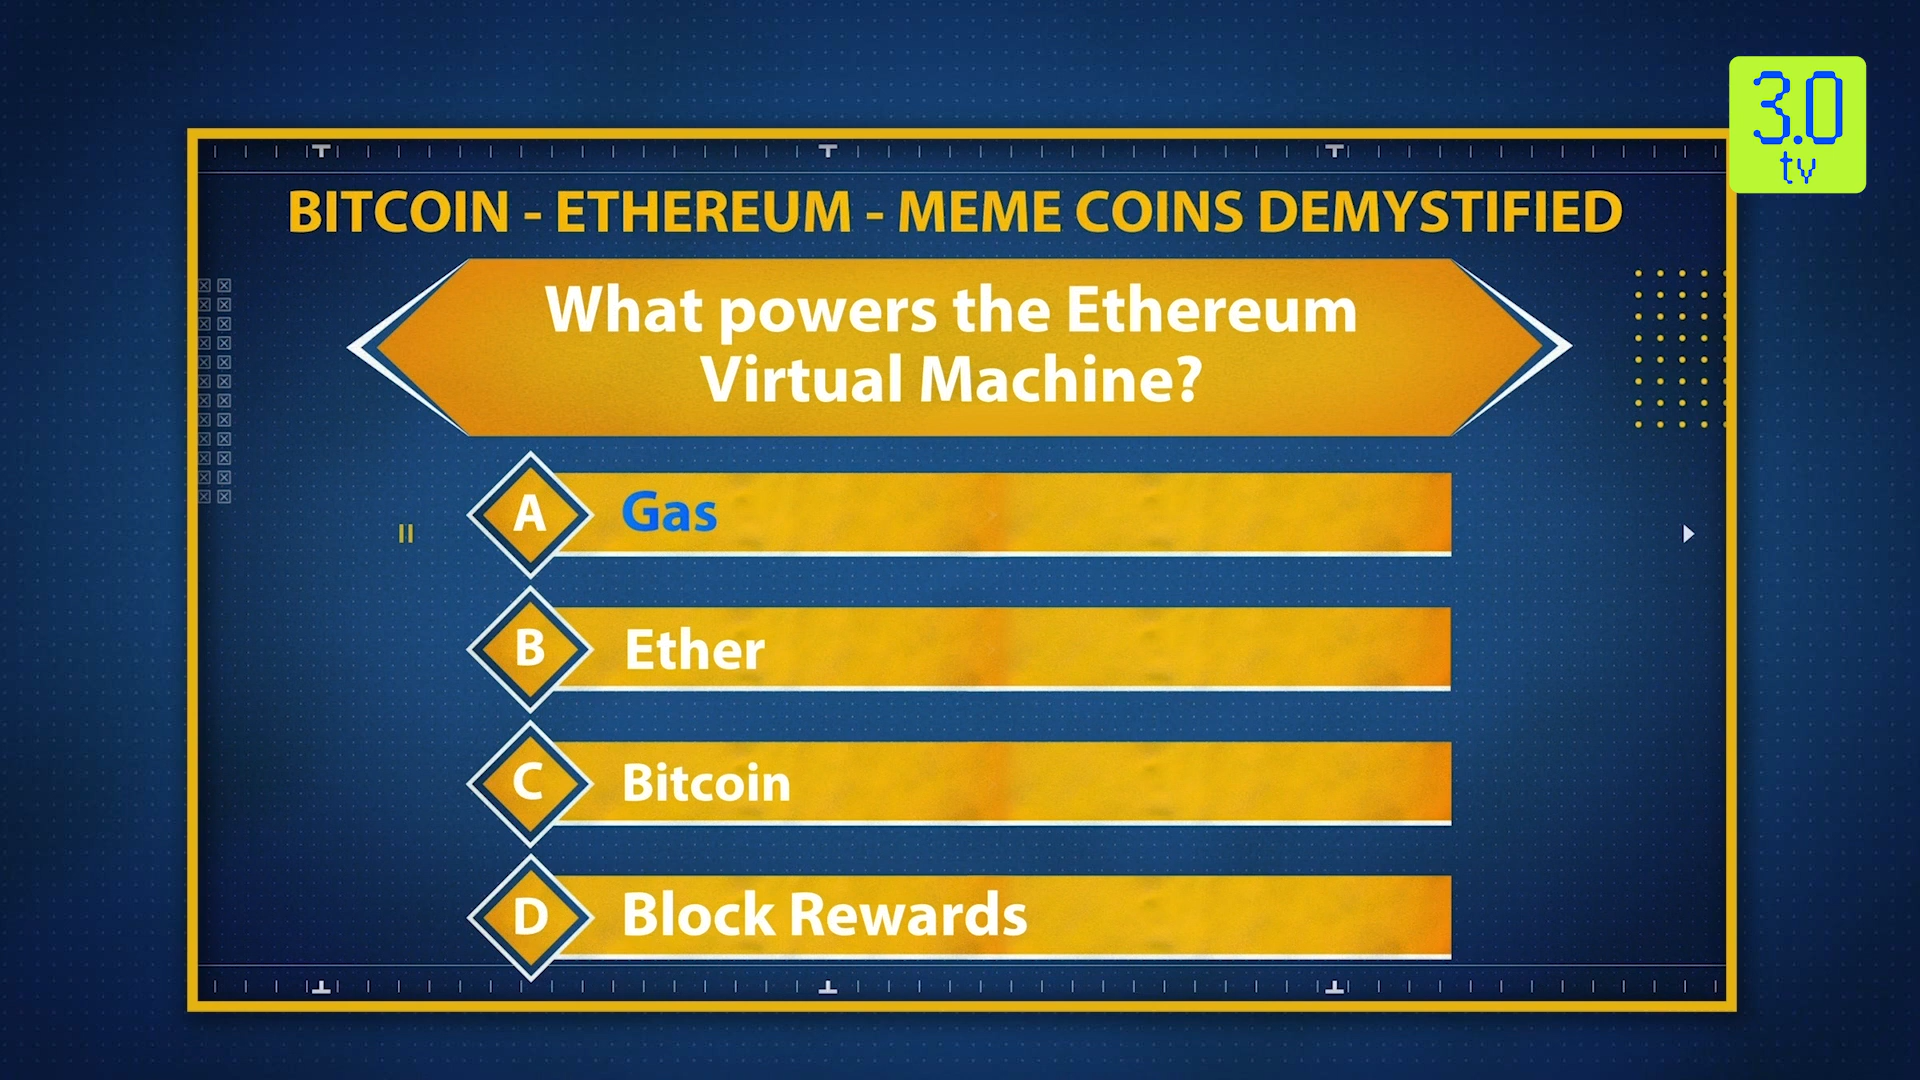 3.0
tv
BITCOIN - ETHEREUM - MEME COINS DEMYSTIFIED
What powers the Ethereum
Virtual Machine?
A Gas
B Ether
C Bitcoin
D Block Rewards